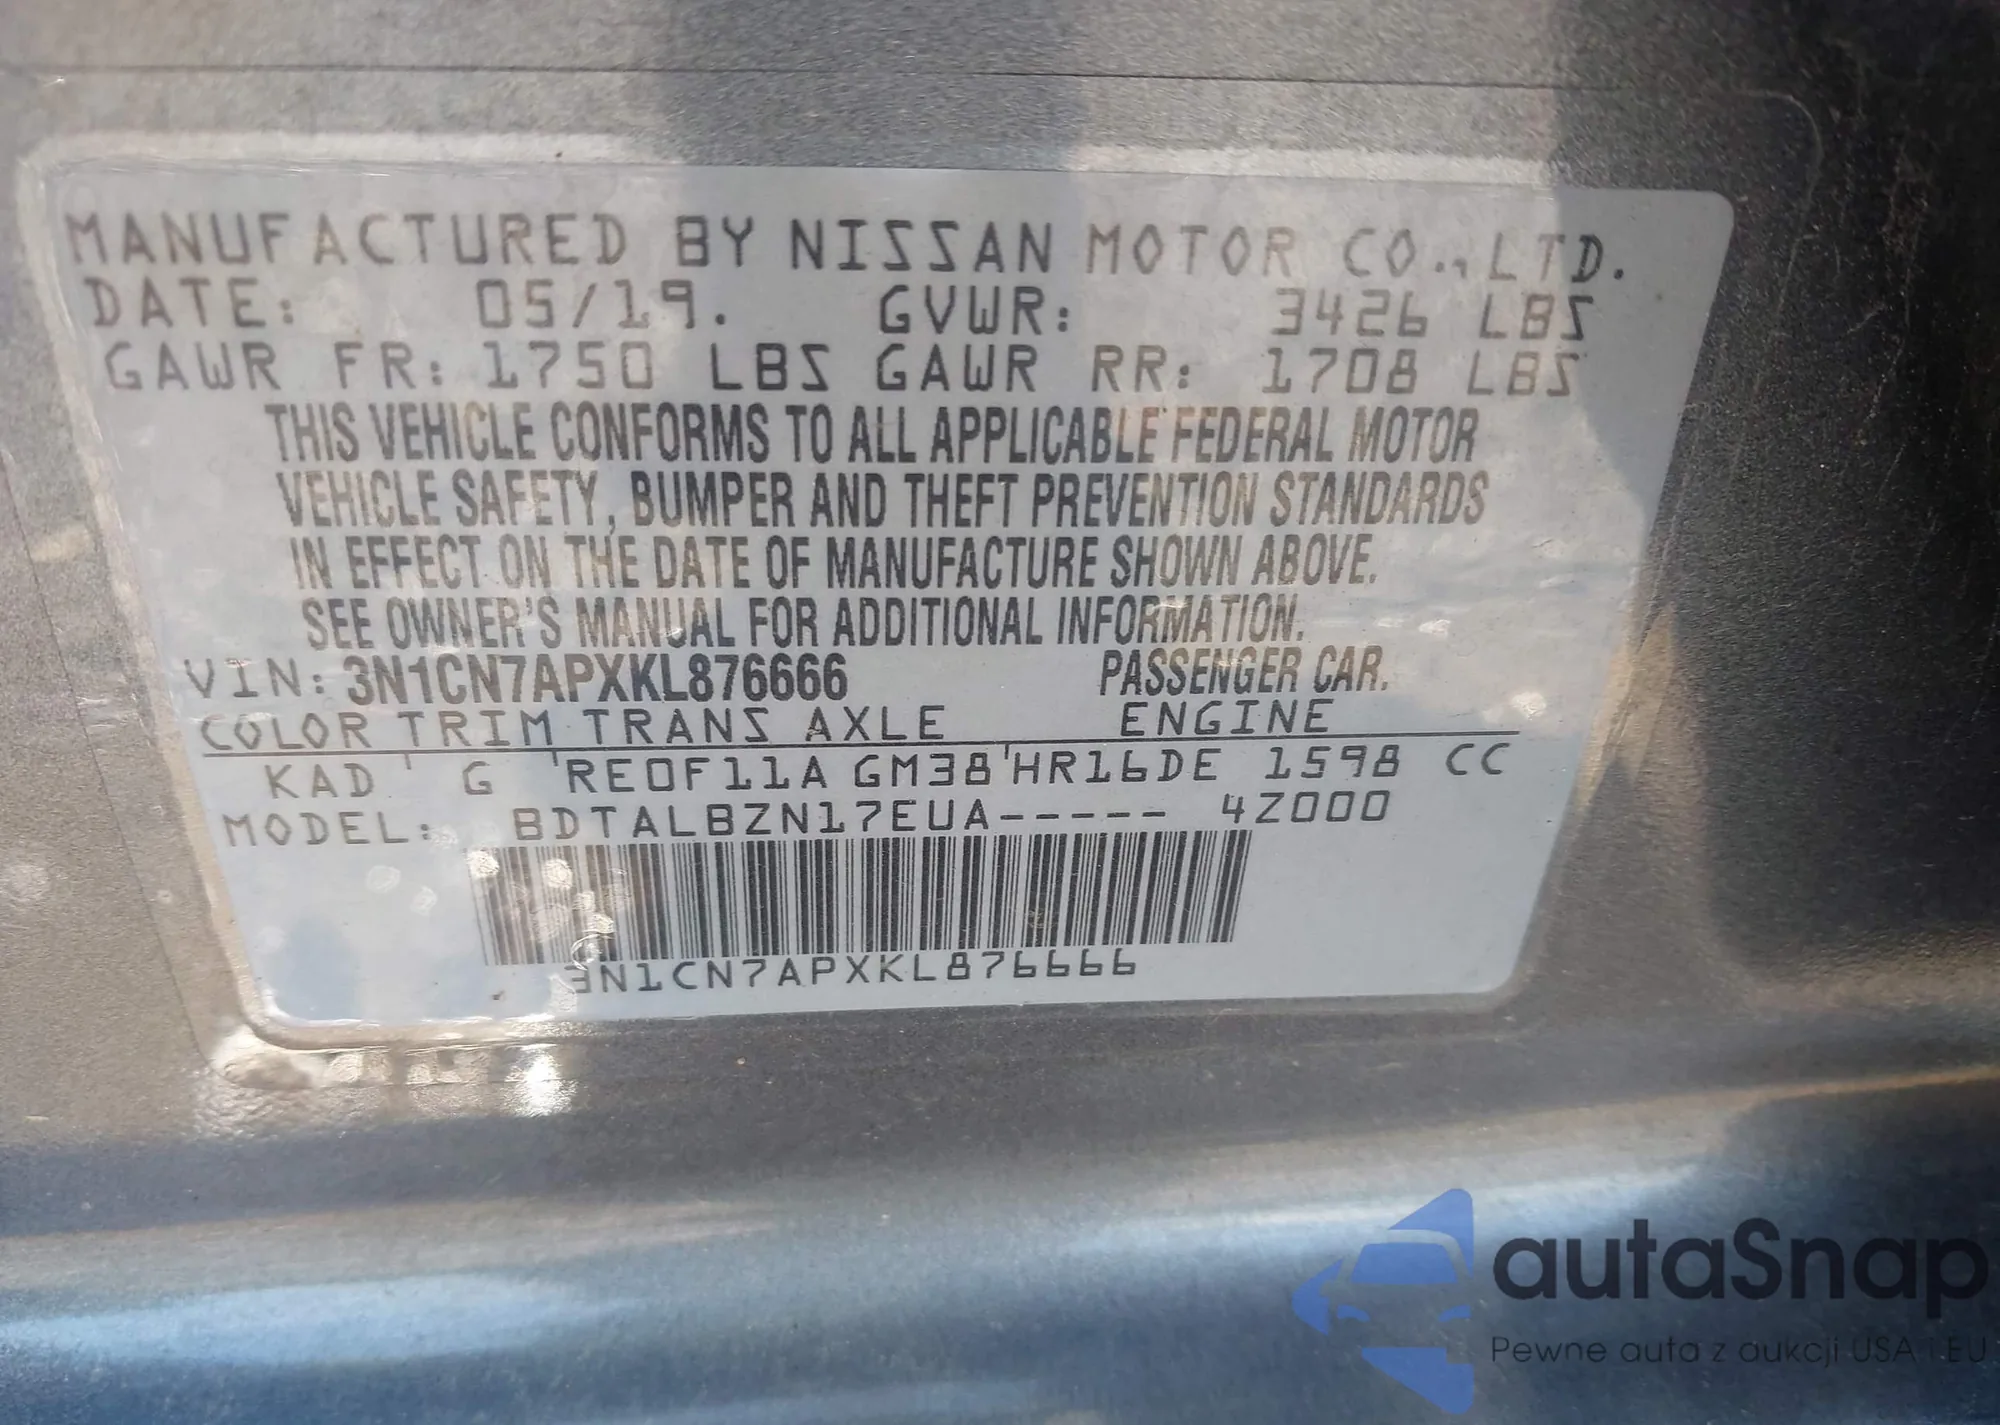 MANUFACTURED BY NISSAN MOTOR CO., LTD.
DATE: 05/19. GVWR: 3426 LBS
GAWR FR: 1750 LBS GAWR RR: 1708 LBS
THIS VEHICLE CONFORMS TO ALL APPLICABLE FEDERAL MOTOR
VEHICLE SAFETY, BUMPER AND THEFT PREVENTION STANDARDS
IN EFFECT ON THE DATE OF MANUFACTURE SHOWN ABOVE.
SEE OWNER'S MANUAL FOR ADDITIONAL INFORMATION.
VIN: 3N1CN7APXKL876666 PASSENGER CAR.
COLOR TRIM TRANS AXLE ENGINE
KAD ' G 'RE0F11A GM38'HR16DE 1598 CC
MODEL: BDTALBZN17EUA----- 4Z000
3N1CN7APXKL876666
autaSnap
Pewne auta z aukcji USA i EU